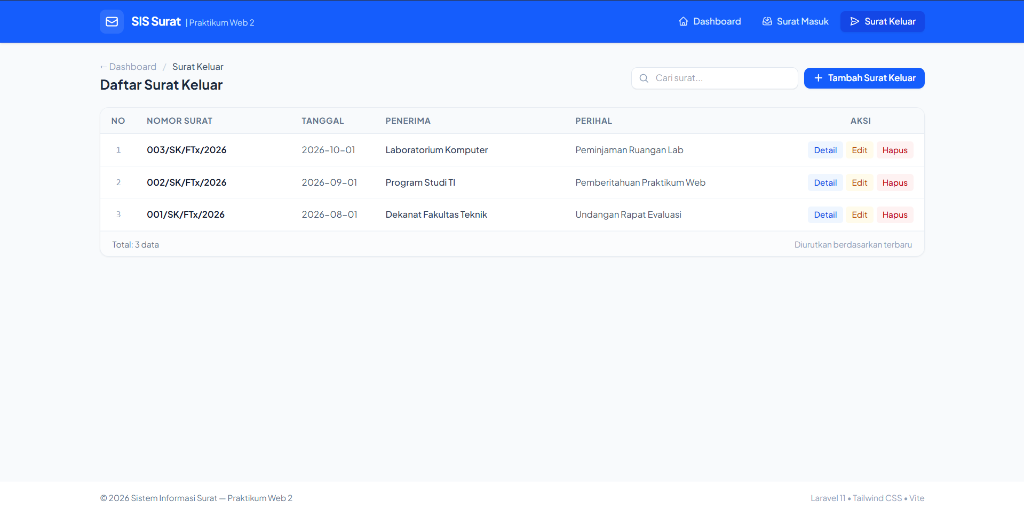 SIS Surat | Praktikum Web 2
Dashboard Surat Masuk Surat Keluar
Dashboard / Surat Keluar
Daftar Surat Keluar
Cari surat...
+ Tambah Surat Keluar
NO NOMOR SURAT TANGGAL PENERIMA PERIHAL AKSI
1 003/SK/FTx/2026 2026-10-01 Laboratorium Komputer Peminjaman Ruangan Lab Detail Edit Hapus
2 002/SK/FTx/2026 2026-09-01 Program Studi TI Pemberitahuan Praktikum Web Detail Edit Hapus
3 001/SK/FTx/2026 2026-08-01 Dekanat Fakultas Teknik Undangan Rapat Evaluasi Detail Edit Hapus
Total: 3 data Diurutkan berdasarkan terbaru
© 2026 Sistem Informasi Surat — Praktikum Web 2 Laravel 11 • Tailwind CSS • Vite